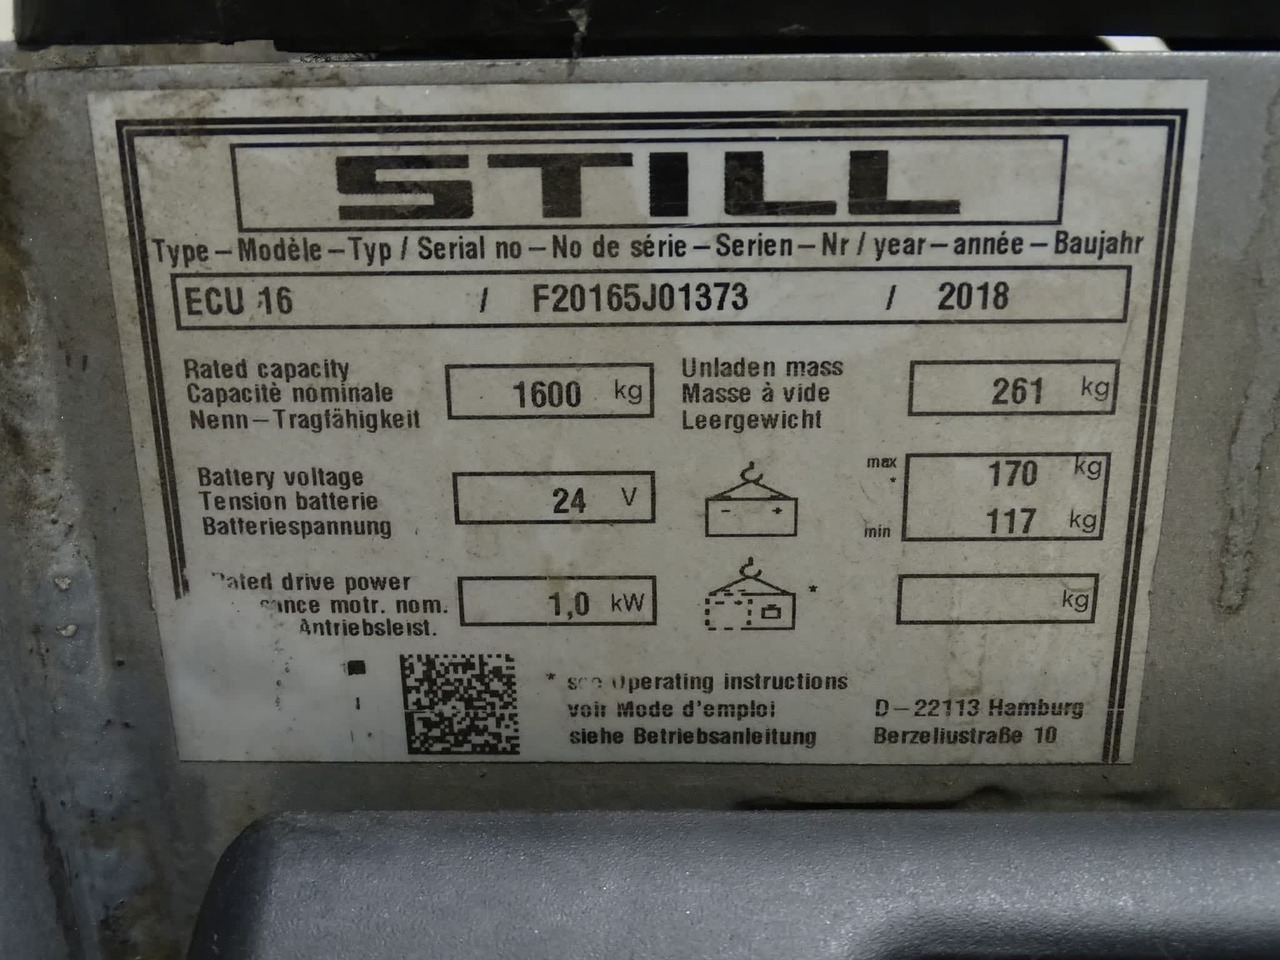 STILL
Type – Modèle – Typ / Serial no – No de série – Serien – Nr / year – année – Baujahr
ECU 16 / F20165J01373 / 2018
Rated capacity
Capacitè nominale
Nenn – Tragfähigkeit
1600 kg
Unladen mass
Masse à vide
Leergewicht
261 kg
Battery voltage
Tension batterie
Batteriespannung
24 V
- +
max 170 kg
*
min 117 kg
drive power
motr. nom.
Antriebsleist.
1,0 kW
*
kg
* Operating instructions
voir Mode d'emploi
siehe Betriebsanleitung
D – 22113 Hamburg
Berzeliustraße 10